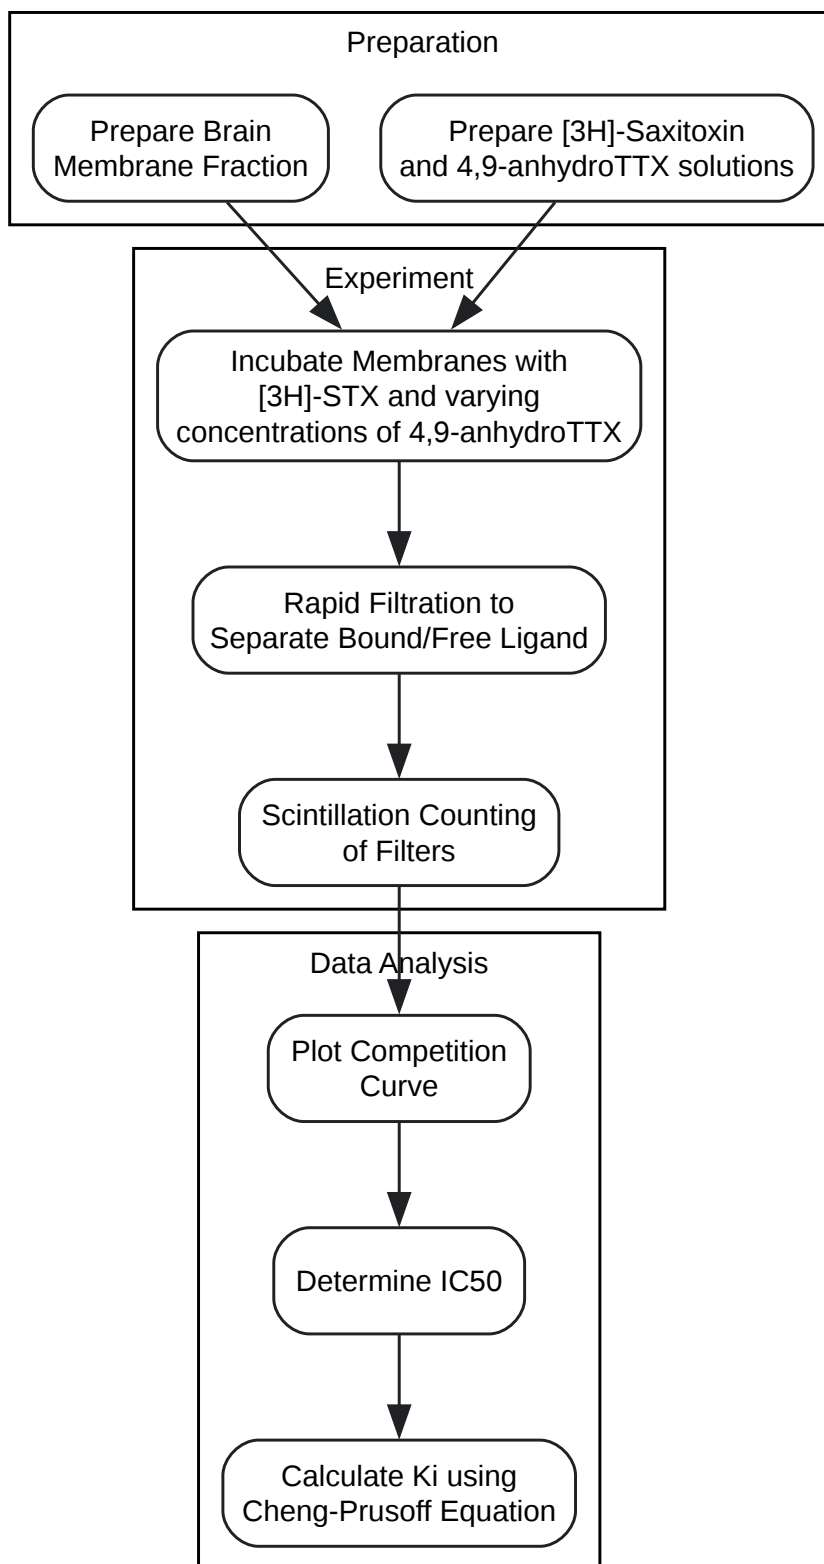 Preparation
Prepare Brain
Membrane Fraction
Prepare [3H]-Saxitoxin
and 4,9-anhydroTTX solutions
Experiment
Incubate Membranes with
[3H]-STX and varying
concentrations of 4,9-anhydroTTX
Rapid Filtration to
Separate Bound/Free Ligand
Scintillation Counting
of Filters
Data Analysis
Plot Competition
Curve
Determine IC50
Calculate Ki using
Cheng-Prusoff Equation